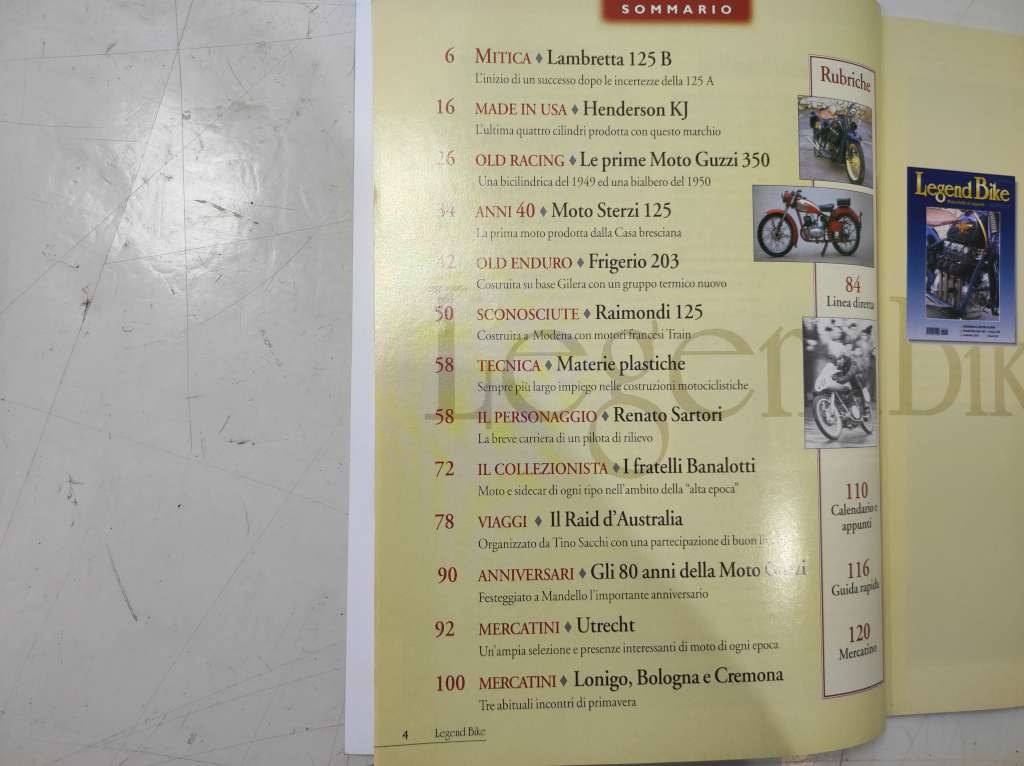 SOMMARIO
6 MITICA ♦ Lambretta 125 B
L'inizio di un successo dopo le incertezze della 125 A
16 MADE IN USA ♦ Henderson KJ
L'ultima quattro cilindri prodotta con questo marchio
26 OLD RACING ♦ Le prime Moto Guzzi 350
Una bicilindrica del 1949 ed una bialbero del 1950
34 ANNI 40 ♦ Moto Sterzi 125
La prima moto prodotta dalla Casa bresciana
42 OLD ENDURO ♦ Frigerio 203
Costruita su base Gilera con un gruppo termico nuovo
50 SCONOSCIUTE ♦ Raimondi 125
Costruita a Modena con motori francesi Train
58 TECNICA ♦ Materie plastiche
Sempre più largo impiego nelle costruzioni motociclistiche
58 IL PERSONAGGIO ♦ Renato Sartori
La breve carriera di un pilota di rilievo
72 IL COLLEZIONISTA ♦ I fratelli Banalotti
Moto e sidecar di ogni tipo nell'ambito della "alta epoca"
78 VIAGGI ♦ Il Raid d'Australia
Organizzato da Tino Sacchi con una partecipazione di buon
90 ANNIVERSARI ♦ Gli 80 anni della Moto Guzzi
Festeggiato a Mandello l'importante anniversario
92 MERCATINI ♦ Utrecht
Un'ampia selezione e presenze interessanti di moto di ogni epoca
100 MERCATINI ♦ Lonigo, Bologna e Cremona
Tre abituali incontri di primavera
4 Legend Bike
Rubriche
84
Linea diretta
110
Calendario e
appunti
116
Guida rapida
120
Mercatino
Legend Bik
Legend Bike